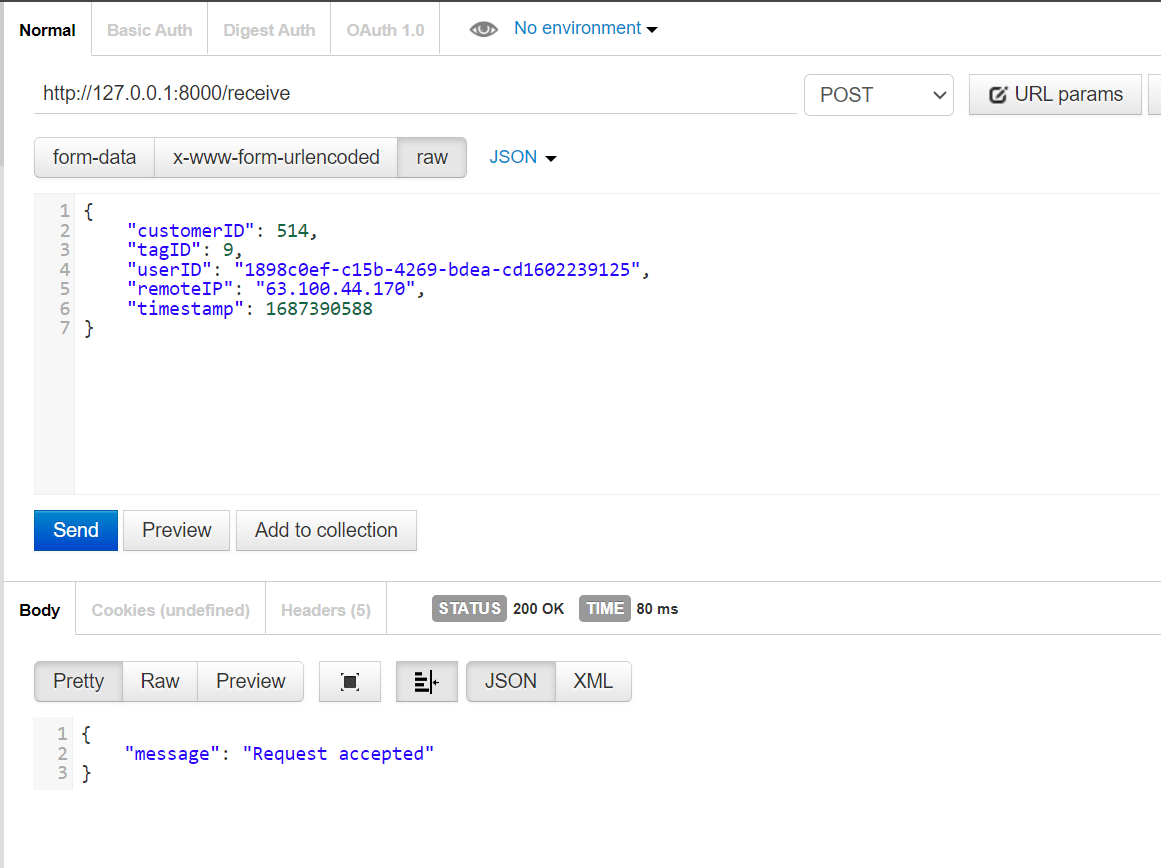 Normal Basic Auth Digest Auth OAuth 1.0 No environment
http://127.0.0.1:8000/receive POST URL params
form-data x-www-form-urlencoded raw JSON
1 {
2 "customerID": 514,
3 "tagID": 9,
4 "userID": "1898c0ef-c15b-4269-bdea-cd1602239125",
5 "remoteIP": "63.100.44.170",
6 "timestamp": 1687390588
7 }
Send Preview Add to collection
Body Cookies (undefined) Headers (5) STATUS 200 OK TIME 80 ms
Pretty Raw Preview JSON XML
1 {
2 "message": "Request accepted"
3 }